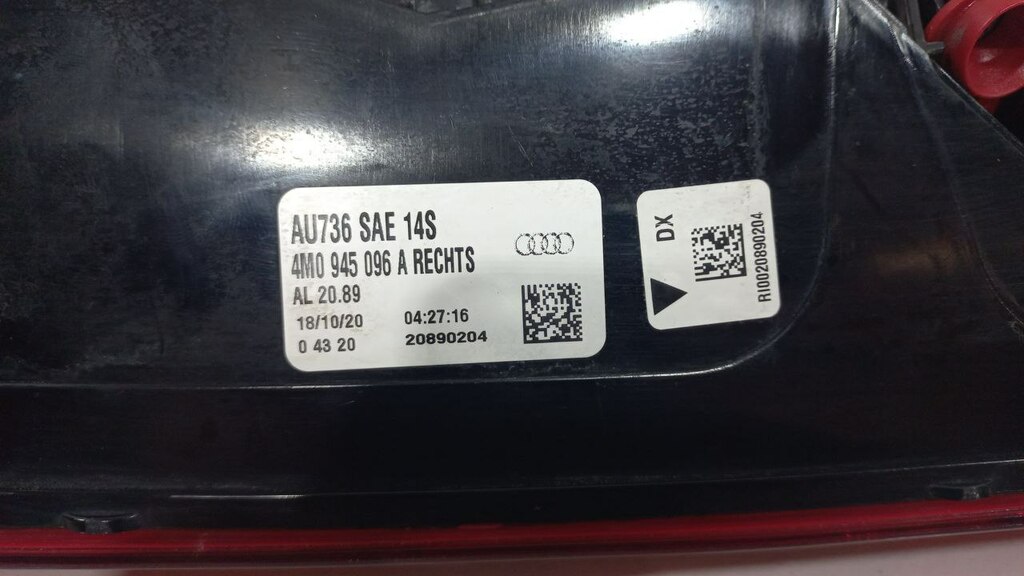 AU736 SAE 14S
4M0 945 096 A RECHTS
AL 20.89
18/10/20 04:27:16
0 43 20 20890204
DX
RI0020890204